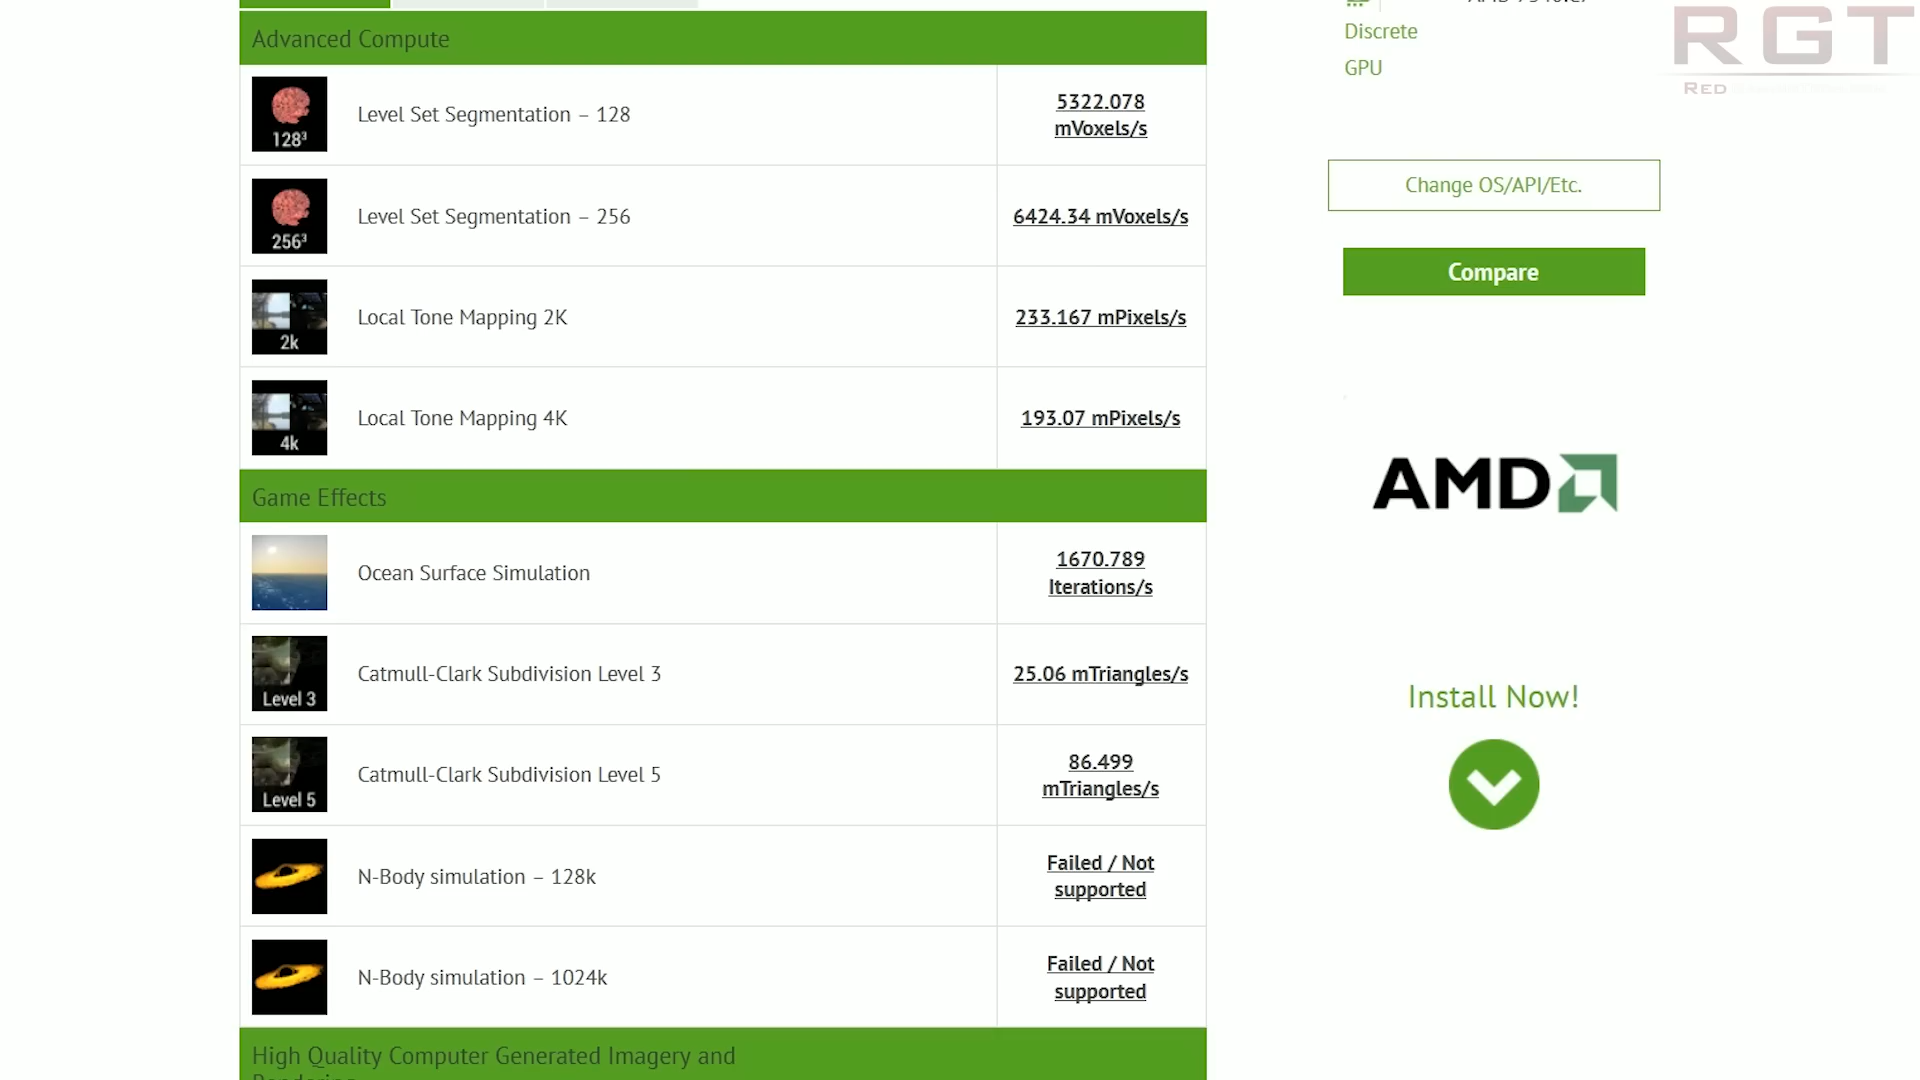 Advanced Compute
128³
Level Set Segmentation – 128
5322.078
mVoxels/s
256³
Level Set Segmentation – 256
6424.34 mVoxels/s
2k
Local Tone Mapping 2K
233.167 mPixels/s
4k
Local Tone Mapping 4K
193.07 mPixels/s
Game Effects
Ocean Surface Simulation
1670.789
Iterations/s
Level 3
Catmull-Clark Subdivision Level 3
25.06 mTriangles/s
Level 5
Catmull-Clark Subdivision Level 5
86.499
mTriangles/s
N-Body simulation – 128k
Failed / Not
supported
N-Body simulation – 1024k
Failed / Not
supported
High Quality Computer Generated Imagery and
Rendering
Discrete
GPU
Change OS/API/Etc.
Compare
AMD
Install Now!
RGT
RED